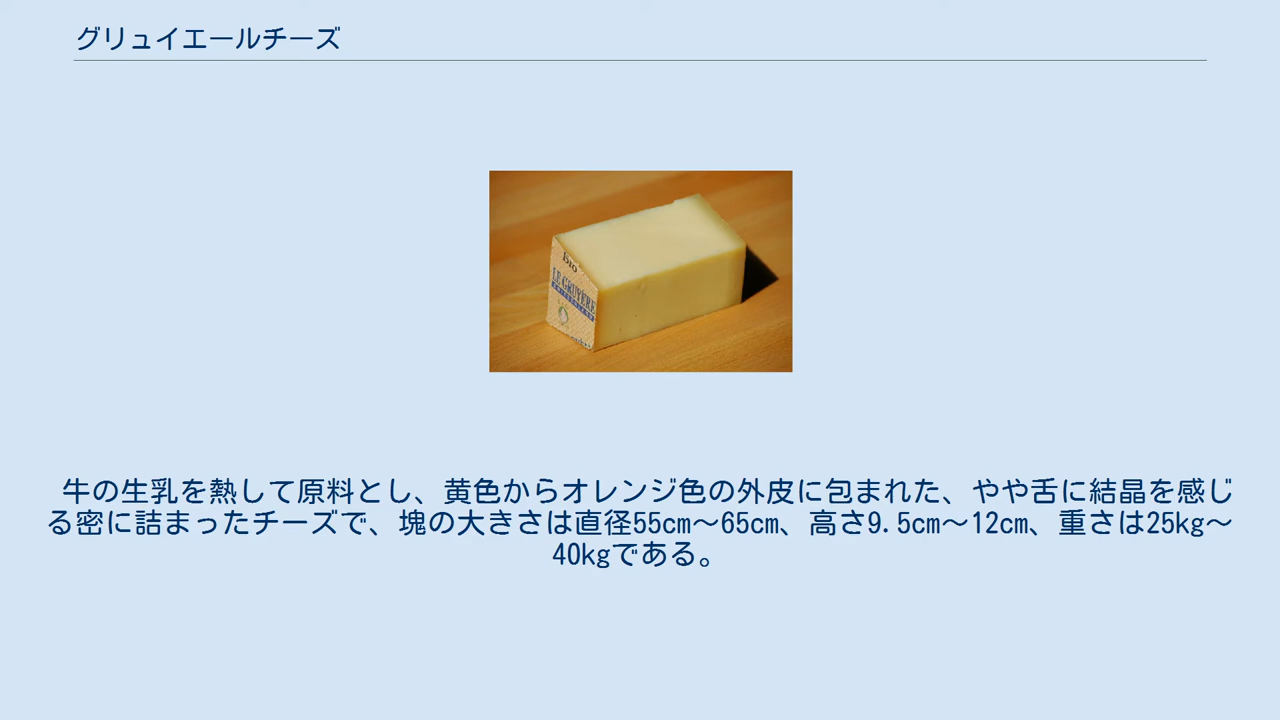 グリュイエールチーズ
bio
LE GRUYÈRE
牛の生乳を熱して原料とし、黄色からオレンジ色の外皮に包まれた、やや舌に結晶を感じ
る密に詰まったチーズで、塊の大きさは直径55cm～65cm、高さ9.5cm～12cm、重さは25kg～
40kgである。